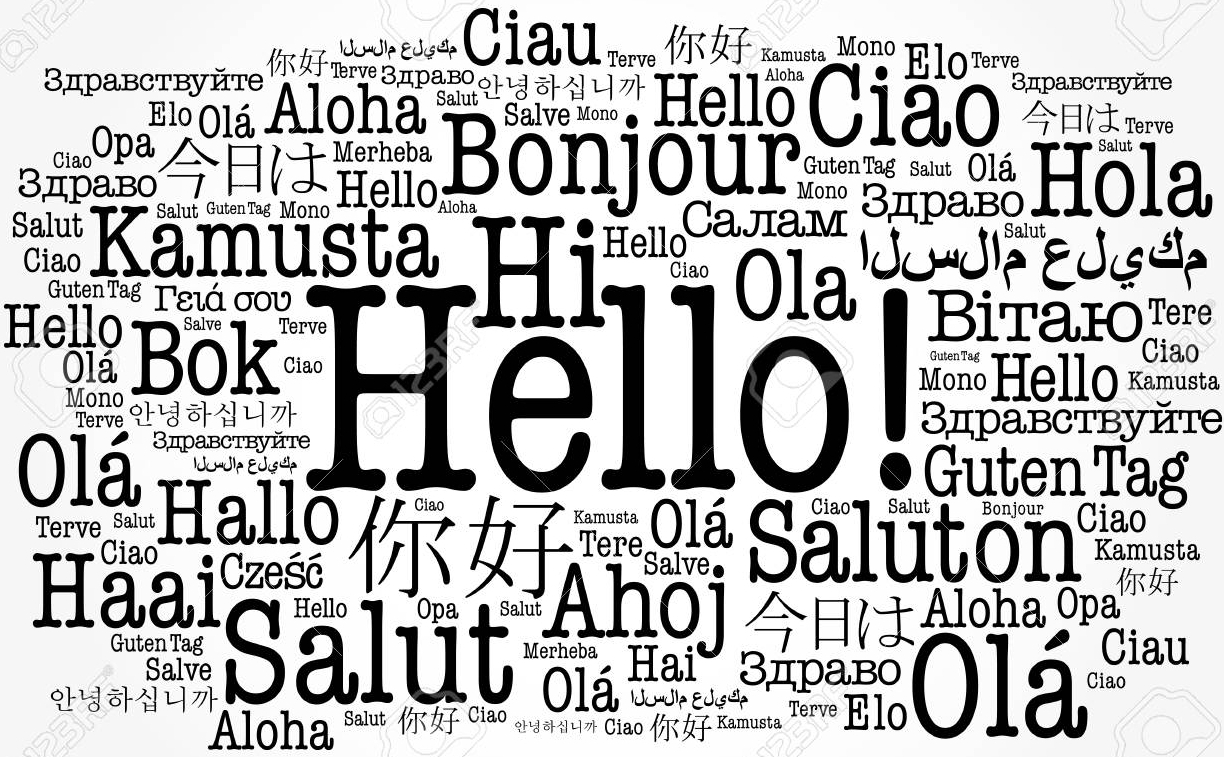 Ciau
你好
Kamusta
Mono
Elo
Terve
السلام عليكم
你好
Terve
Здраво
Terve
Aloha
Здравствуйте
Здравствуйте
Salut
안녕하십니까
Hello
Ciao
Elo
Olá
Aloha
Salve
Mono
今日は
Terve
Opa
Bonjour
Salut
Ciao
今日は
Merheba
Guten Tag
Salut
Olá
Hola
Здраво
Hello
Mono
Здраво
Salut
Salut
Guten Tag
Mono
Aloha
Салам
Salut
Kamusta
Hi
Hello
السلام عليكم
Ciao
Ciao
Ola
Guten Tag
Γειά σου
Hello!
Вітаю
Tere
Hello
Salve
Terve
Bok
Ciao
Guten Tag
Ciao
Olá
Mono
Hello
Kamusta
Mono
Terve
안녕하십니까
Здравствуйте
Здравствуйте
السلام عليكم
Olá
Guten Tag
Hallo
Ciao
Ciao
Salut
Bonjour
Terve
Salut
你好
Kamusta
Olá
Saluton
Ciao
Ciao
Tere
Kamusta
Haai
Cześć
Salve
你好
Hello
Opa
Salut
Ahoj
今日は
Aloha
Opa
Guten Tag
Salut
Merheba
Hai
Olá
Ciau
Salve
Здраво
Ciao
안녕하십니까
Olá
السلام عليكم
Terve
Elo
Aloha
Salut
你好
Ciao
안녕하십니까
Ciao
你好
Kamusta